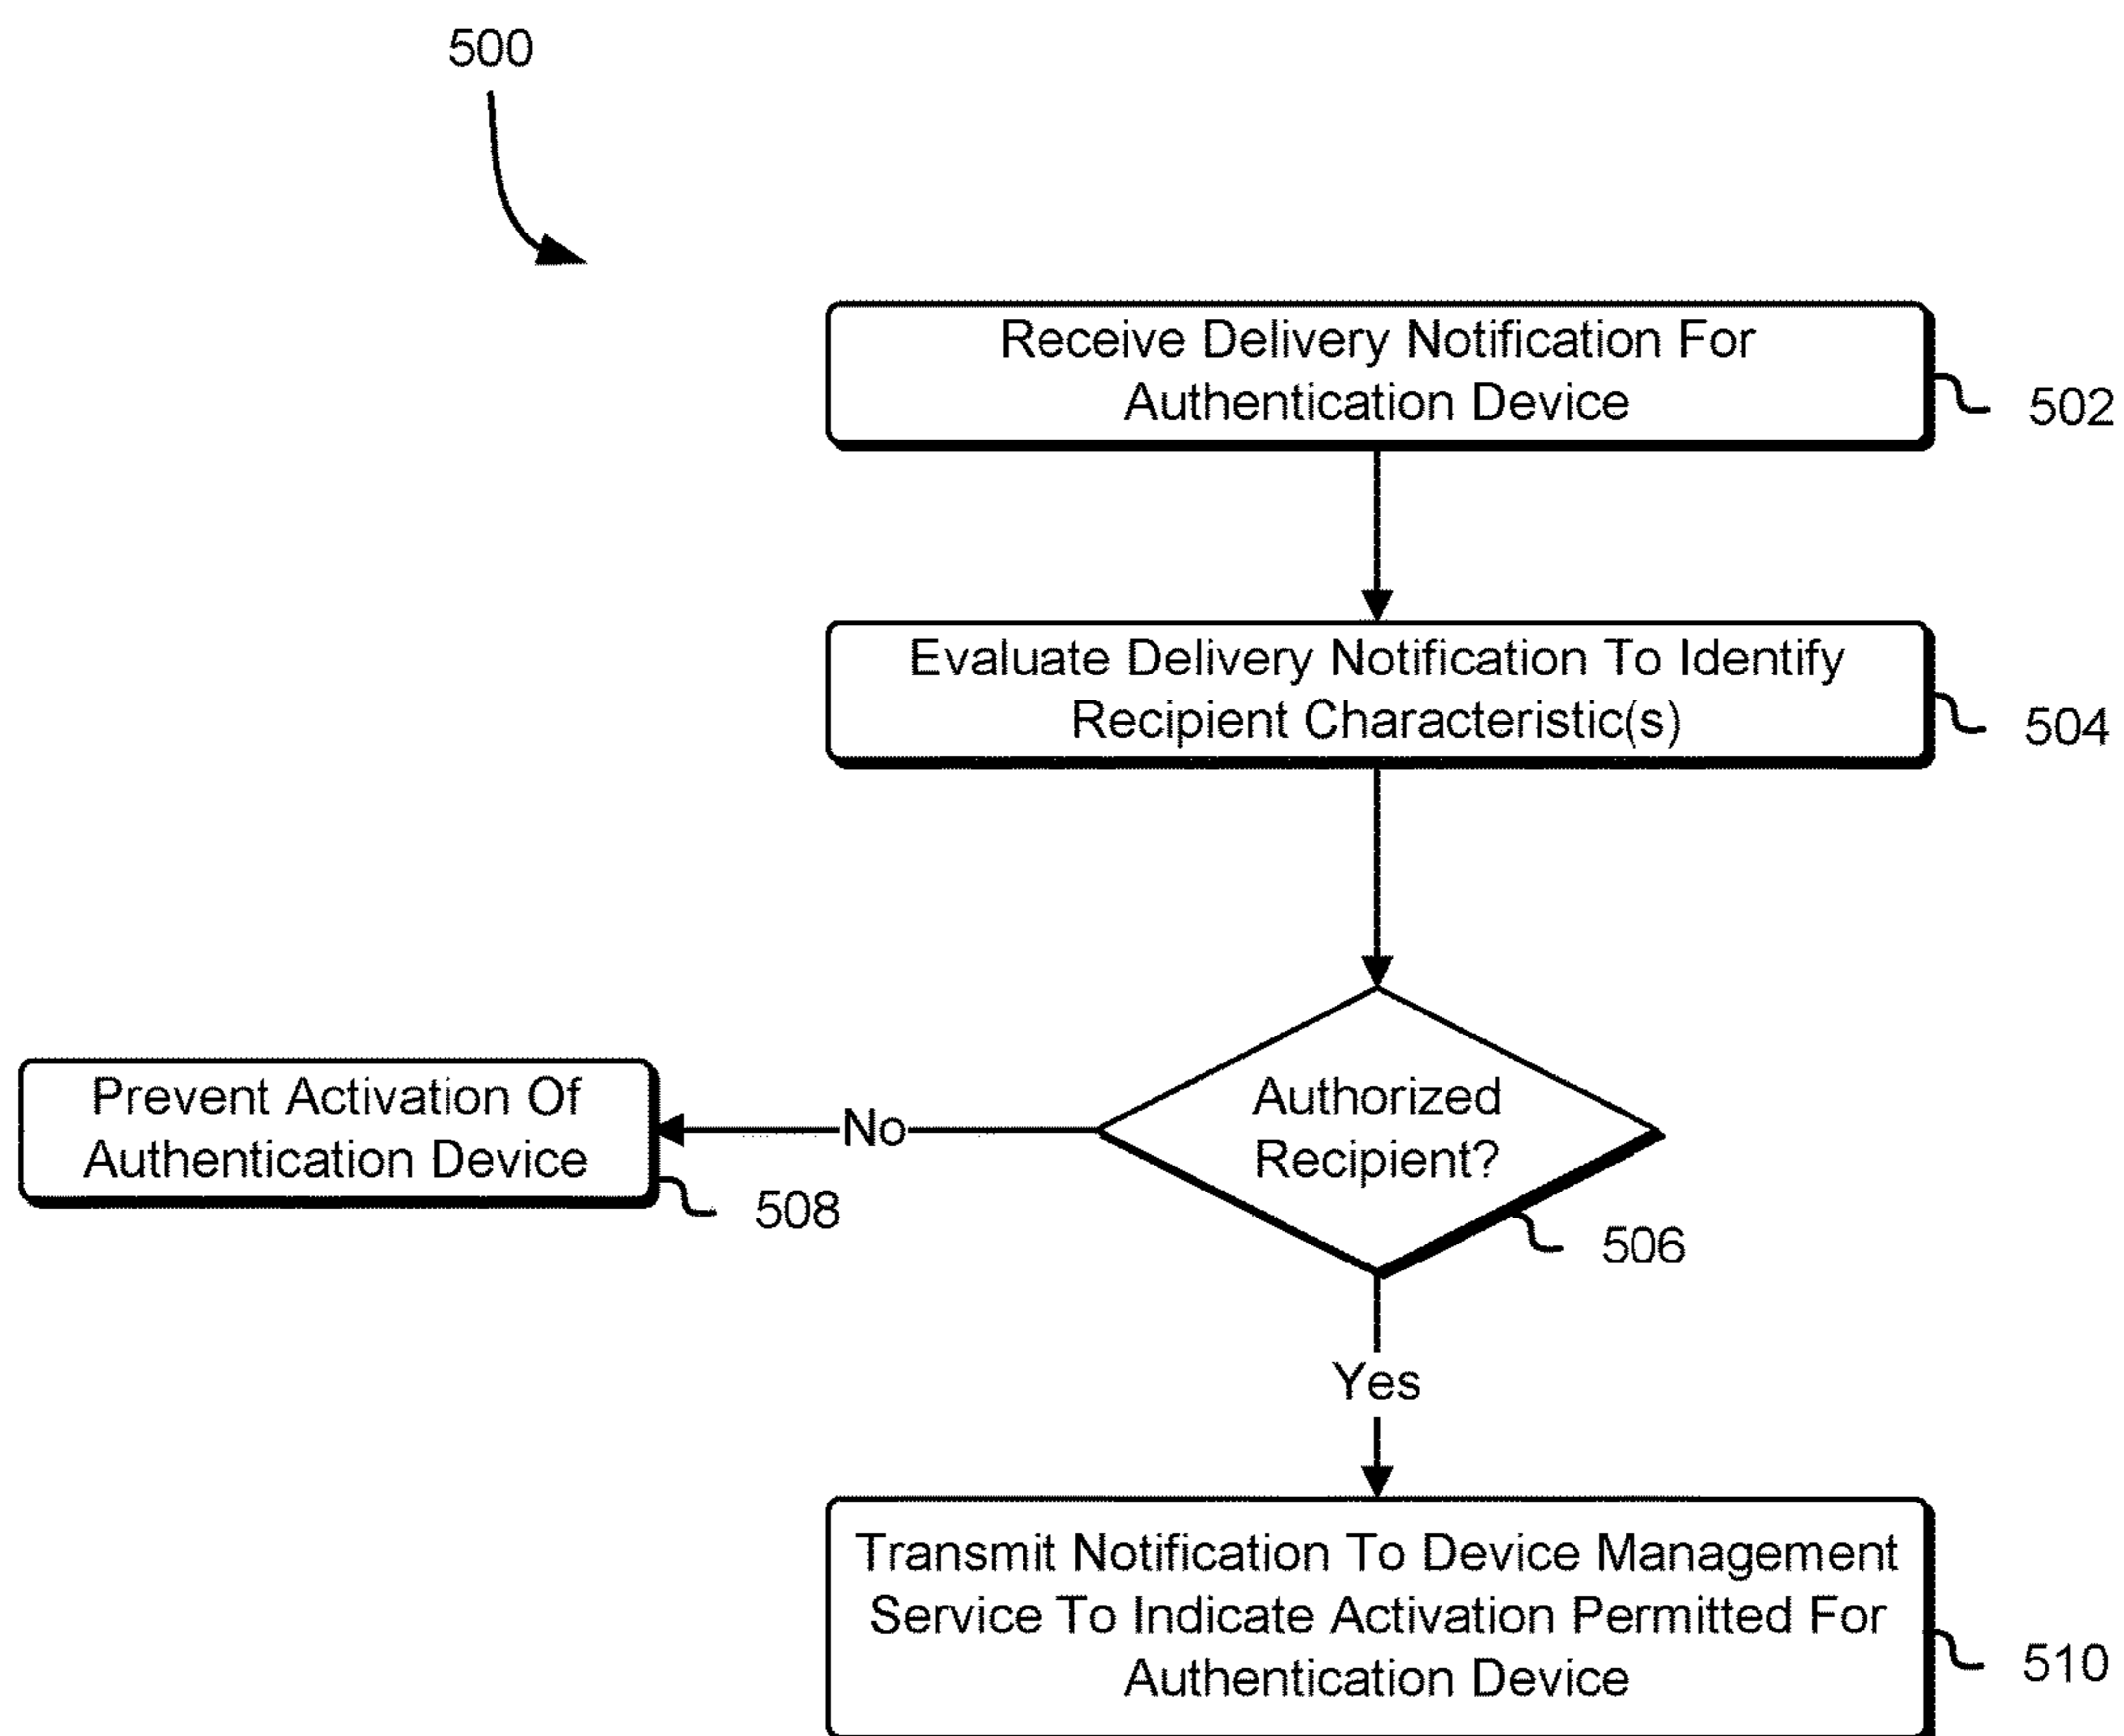 500
Receive Delivery Notification For
Authentication Device
502
Evaluate Delivery Notification To Identify
Recipient Characteristic(s)
504
Authorized
Recipient?
506
No
Prevent Activation Of
Authentication Device
508
Yes
Transmit Notification To Device Management
Service To Indicate Activation Permitted For
Authentication Device
510